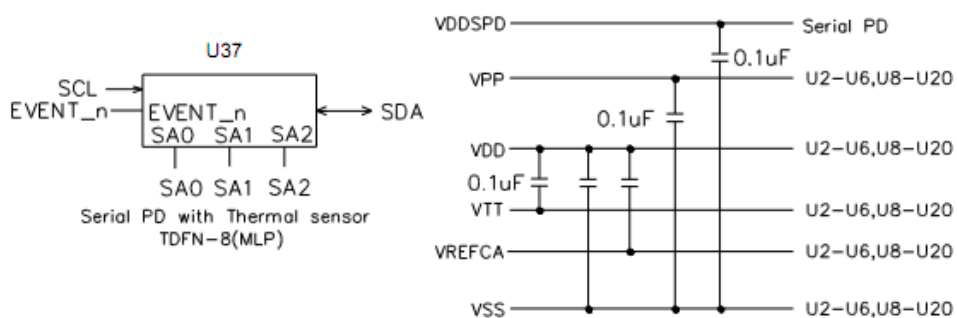 U37
SCL
EVENT_n
EVENT_n
SDA
SA0 SA1 SA2
SA0 SA1 SA2
Serial PD with Thermal sensor
TDFN-8(MLP)
VDDSPD
Serial PD
0.1uF
VPP
U2-U6,U8-U20
0.1uF
VDD
U2-U6,U8-U20
0.1uF
VTT
U2-U6,U8-U20
VREFCA
U2-U6,U8-U20
VSS
U2-U6,U8-U20